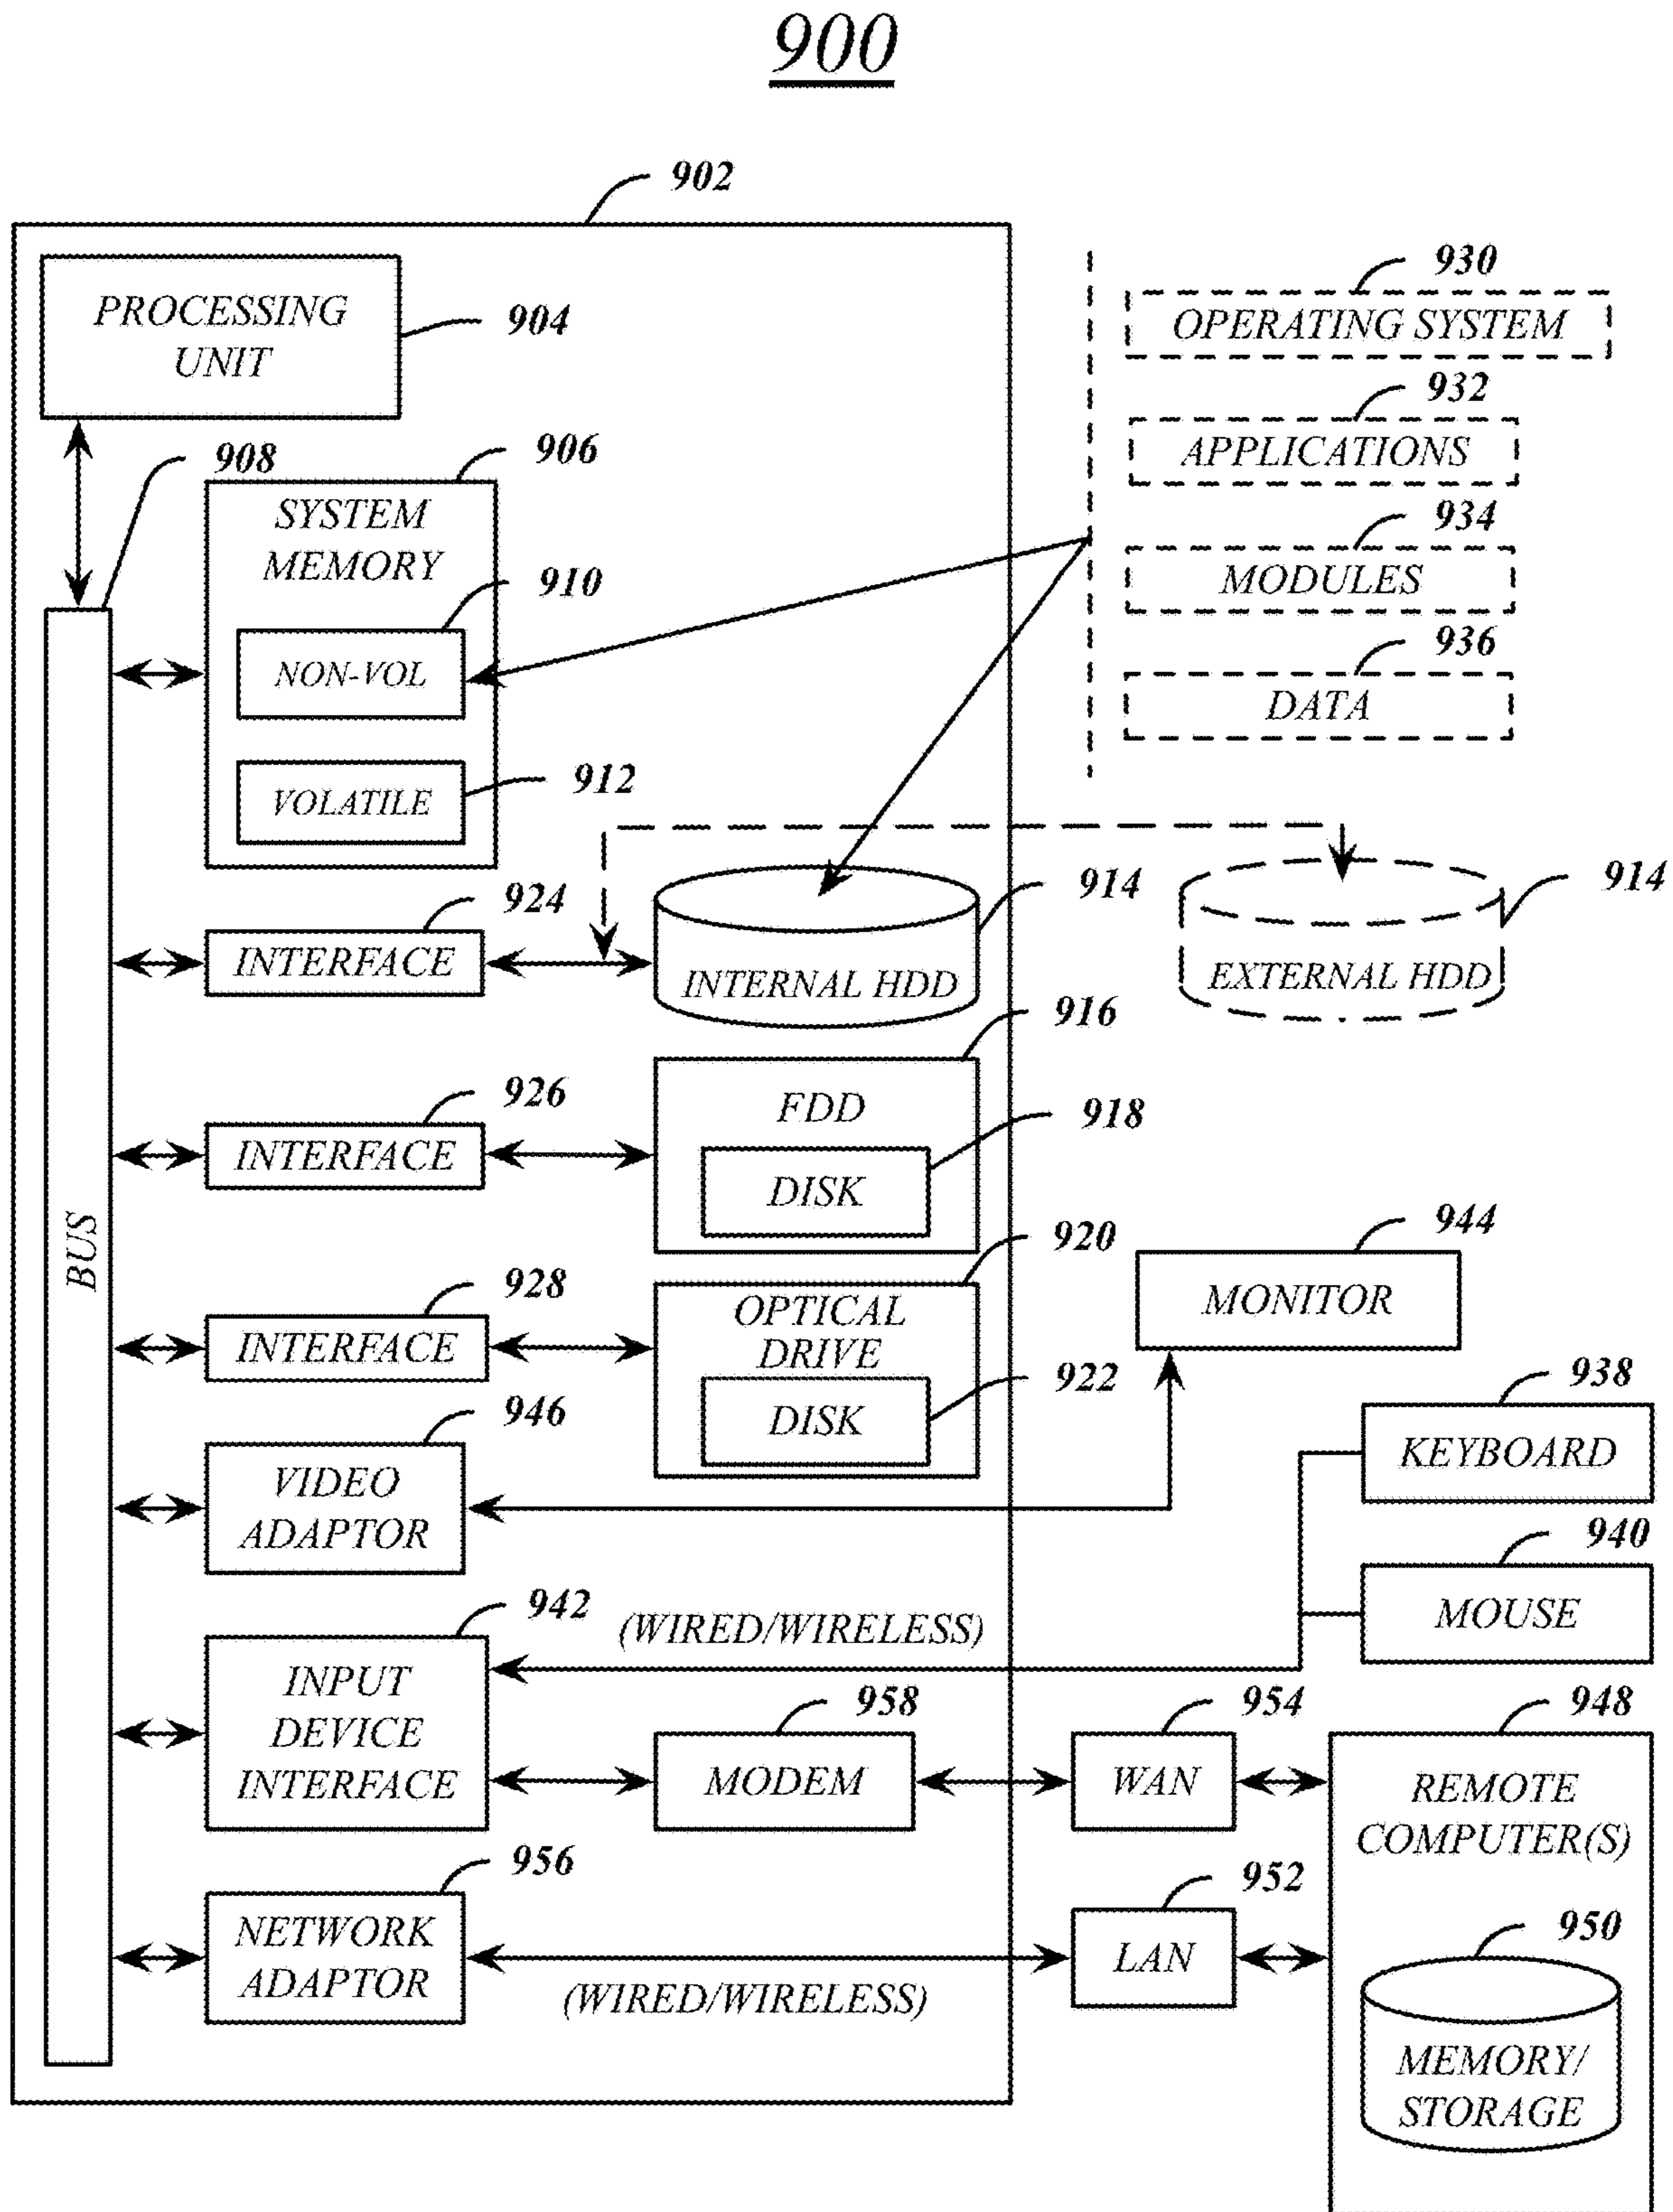 900
902
PROCESSING
UNIT
904
908
906
SYSTEM
MEMORY
910
NON-VOL
912
VOLATILE
930
OPERATING SYSTEM
932
APPLICATIONS
934
MODULES
936
DATA
924
INTERFACE
914
INTERNAL HDD
914
EXTERNAL HDD
916
926
INTERFACE
FDD
918
DISK
BUS
920
928
INTERFACE
OPTICAL
DRIVE
922
DISK
944
MONITOR
938
KEYBOARD
946
VIDEO
ADAPTOR
940
MOUSE
942
(WIRED/WIRELESS)
INPUT
DEVICE
INTERFACE
958
MODEM
954
WAN
948
REMOTE
COMPUTER(S)
956
NETWORK
ADAPTOR
(WIRED/WIRELESS)
952
LAN
950
MEMORY/
STORAGE